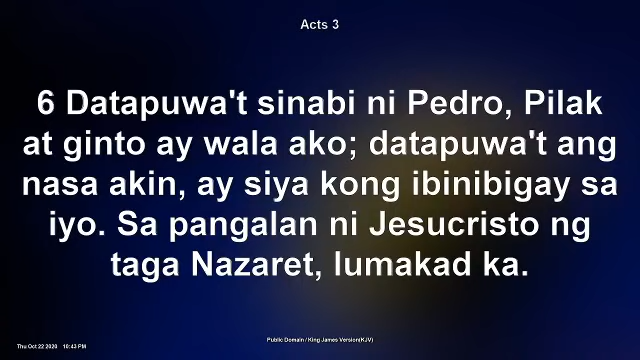 Acts 3
6 Datapuwa't sinabi ni Pedro, Pilak
at ginto ay wala ako; datapuwa't ang
nasa akin, ay siya kong ibinibigay sa
iyo. Sa pangalan ni Jesucristo ng
taga Nazaret, lumakad ka.
Public Domain / King James Version(KJV)
Thu Oct 22 2020 10:43 PM